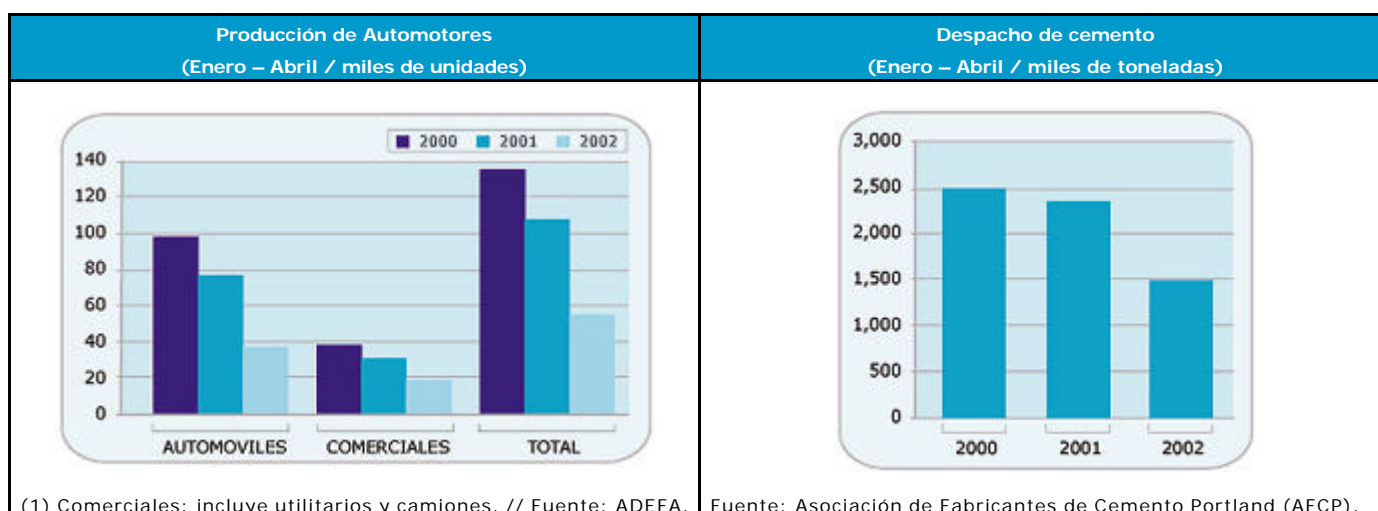 Producción de Automotores
(Enero – Abril / miles de unidades)
Despacho de cemento
(Enero – Abril / miles de toneladas)
2000 2001 2002
140
120
100
80
60
40
20
0
AUTOMOVILES COMERCIALES TOTAL
3,000
2,500
2,000
1,500
1,000
500
0
2000 2001 2002
(1) Comerciales: incluye utilitarios y camiones. // Fuente: ADEFA.
Fuente: Asociación de Fabricantes de Cemento Portland (AFCP).